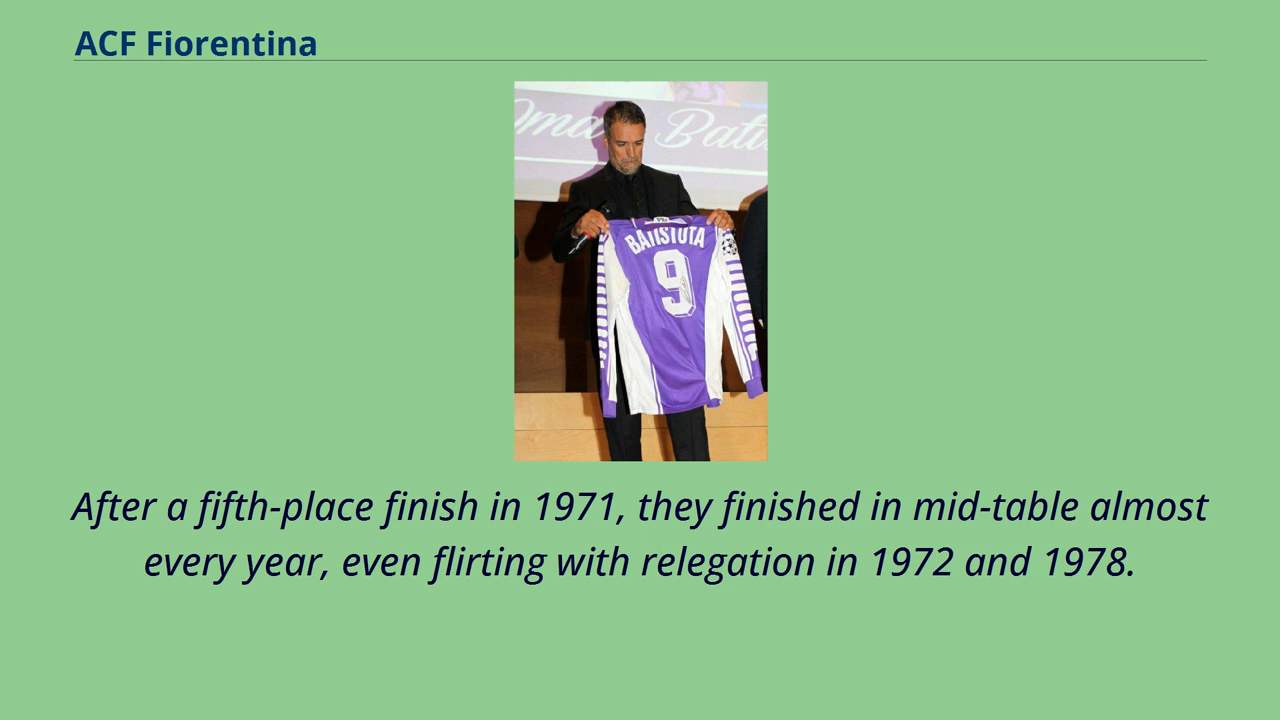 ACF Fiorentina
BATISTUTA
9
After a fifth-place finish in 1971, they finished in mid-table almost
every year, even flirting with relegation in 1972 and 1978.